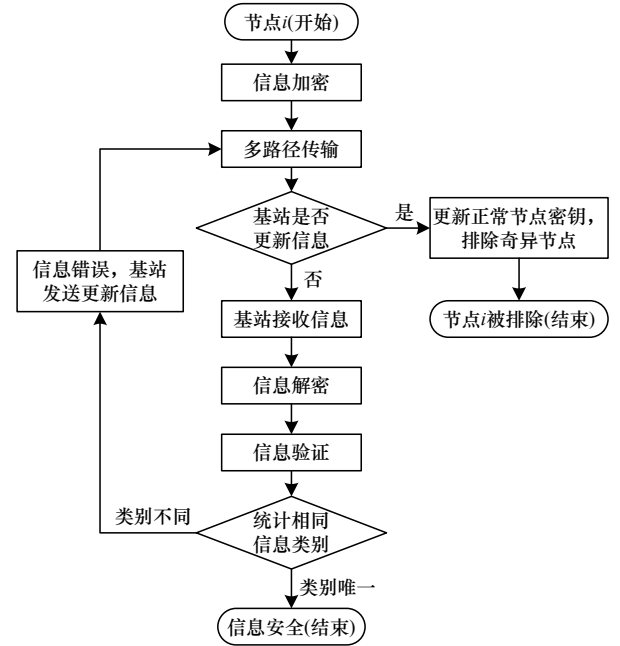 节点i(开始)
信息加密
多路径传输
基站是否
更新信息
是
更新正常节点密钥，
排除奇异节点
信息错误，基站
发送更新信息
否
基站接收信息
节点i被排除(结束)
信息解密
信息验证
类别不同
统计相同
信息类别
类别唯一
信息安全(结束)